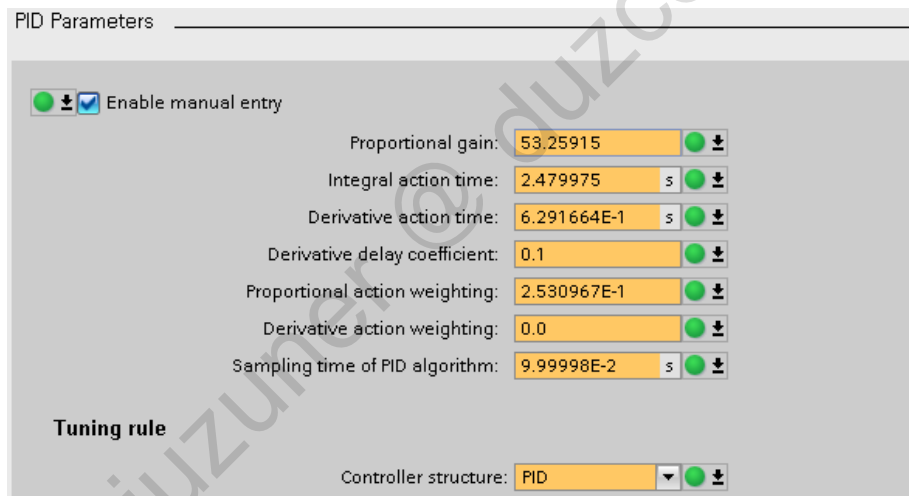 PID Parameters
Enable manual entry
Proportional gain: 53.25915
Integral action time: 2.479975 s
Derivative action time: 6.291664E-1 s
Derivative delay coefficient: 0.1
Proportional action weighting: 2.530967E-1
Derivative action weighting: 0.0
Sampling time of PID algorithm: 9.99998E-2 s
Tuning rule
Controller structure: PID